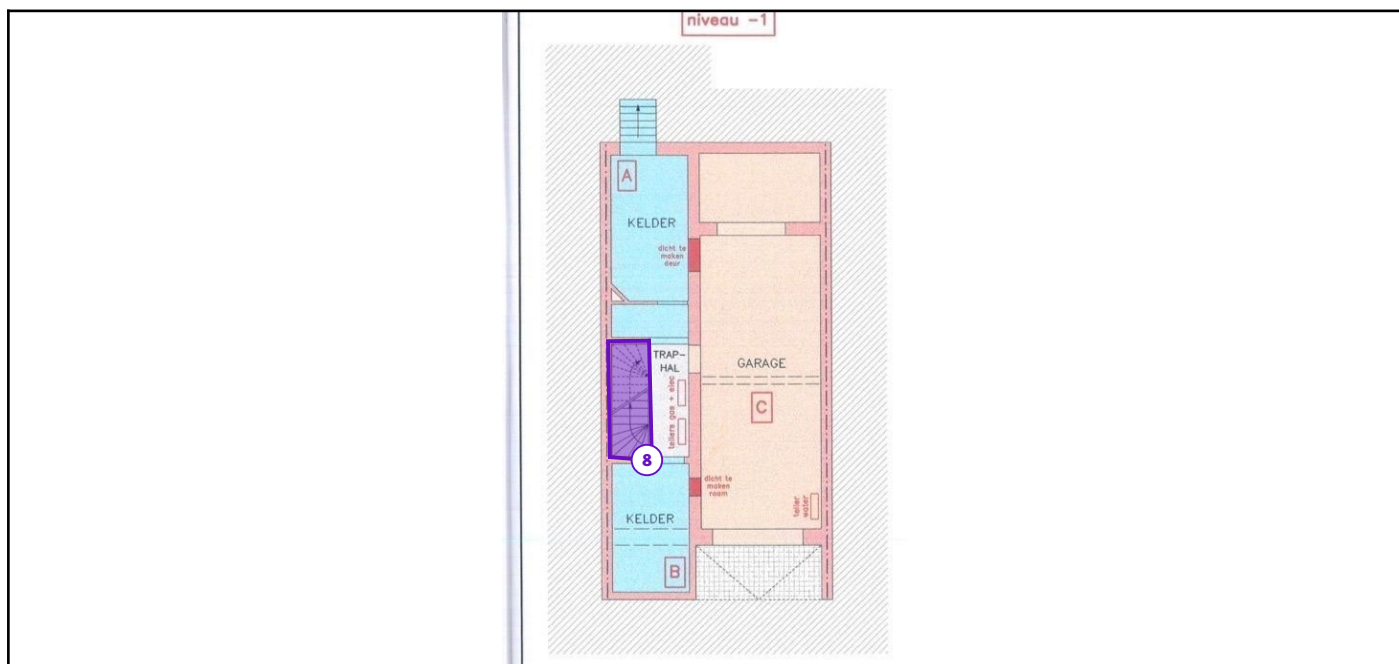 niveau -1
A
KELDER
dicht te
maken
deur
TRAP-
HAL
tellers gas + elec
GARAGE
C
8
dicht te
maken
raam
teller
water
KELDER
B